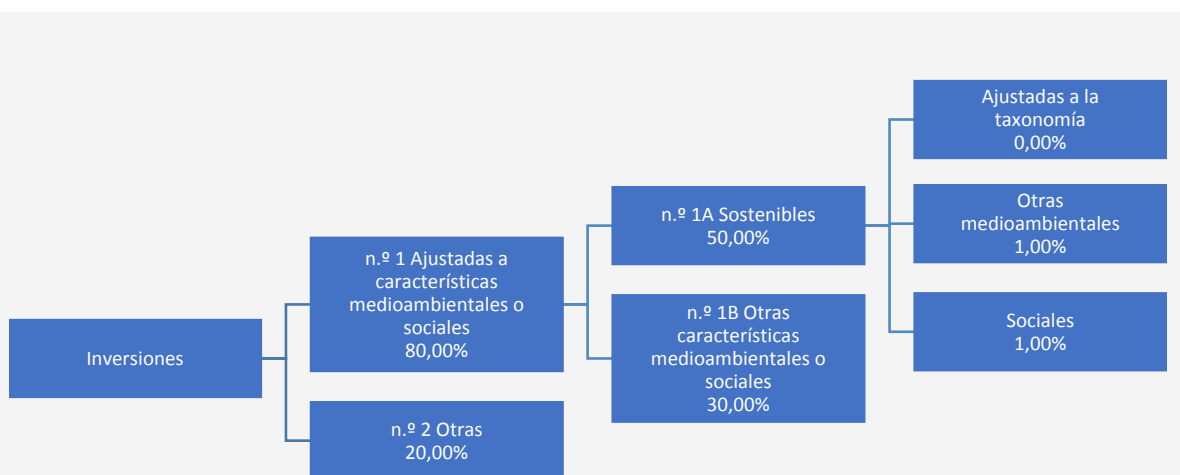 Inversiones
n.º 1 Ajustadas a
características
medioambientales o
sociales
80,00%
n.º 2 Otras
20,00%
n.º 1A Sostenibles
50,00%
n.º 1B Otras
características
medioambientales o
sociales
30,00%
Ajustadas a la
taxonomía
0,00%
Otras
medioambientales
1,00%
Sociales
1,00%